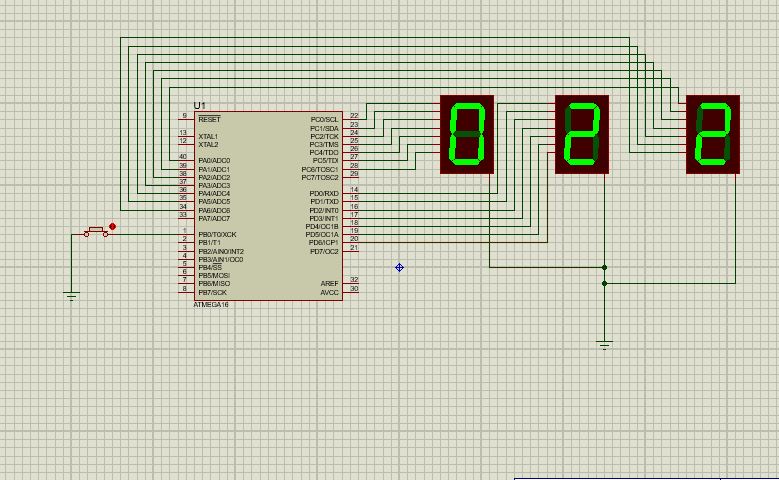 U1
9 RESET PC0/SCL 22
PC1/SDA 23
13 XTAL1 PC2/TCK 24
12 XTAL2 PC3/TMS 25
PC4/TDO 26
40 PA0/ADC0 PC5/TDI 27
39 PA1/ADC1 PC6/TOSC1 28
38 PA2/ADC2 PC7/TOSC2 29
37 PA3/ADC3
36 PA4/ADC4 PD0/RXD 14
35 PA5/ADC5 PD1/TXD 15
34 PA6/ADC6 PD2/INT0 16
33 PA7/ADC7 PD3/INT1 17
PD4/OC1B 18
1 PB0/T0/XCK PD5/OC1A 19
2 PB1/T1 PD6/ICP1 20
3 PB2/AIN0/INT2 PD7/OC2 21
4 PB3/AIN1/OC0
5 PB4/SS
6 PB5/MOSI
7 PB6/MISO AREF 32
8 PB7/SCK AVCC 30
ATMEGA16
0 2 2